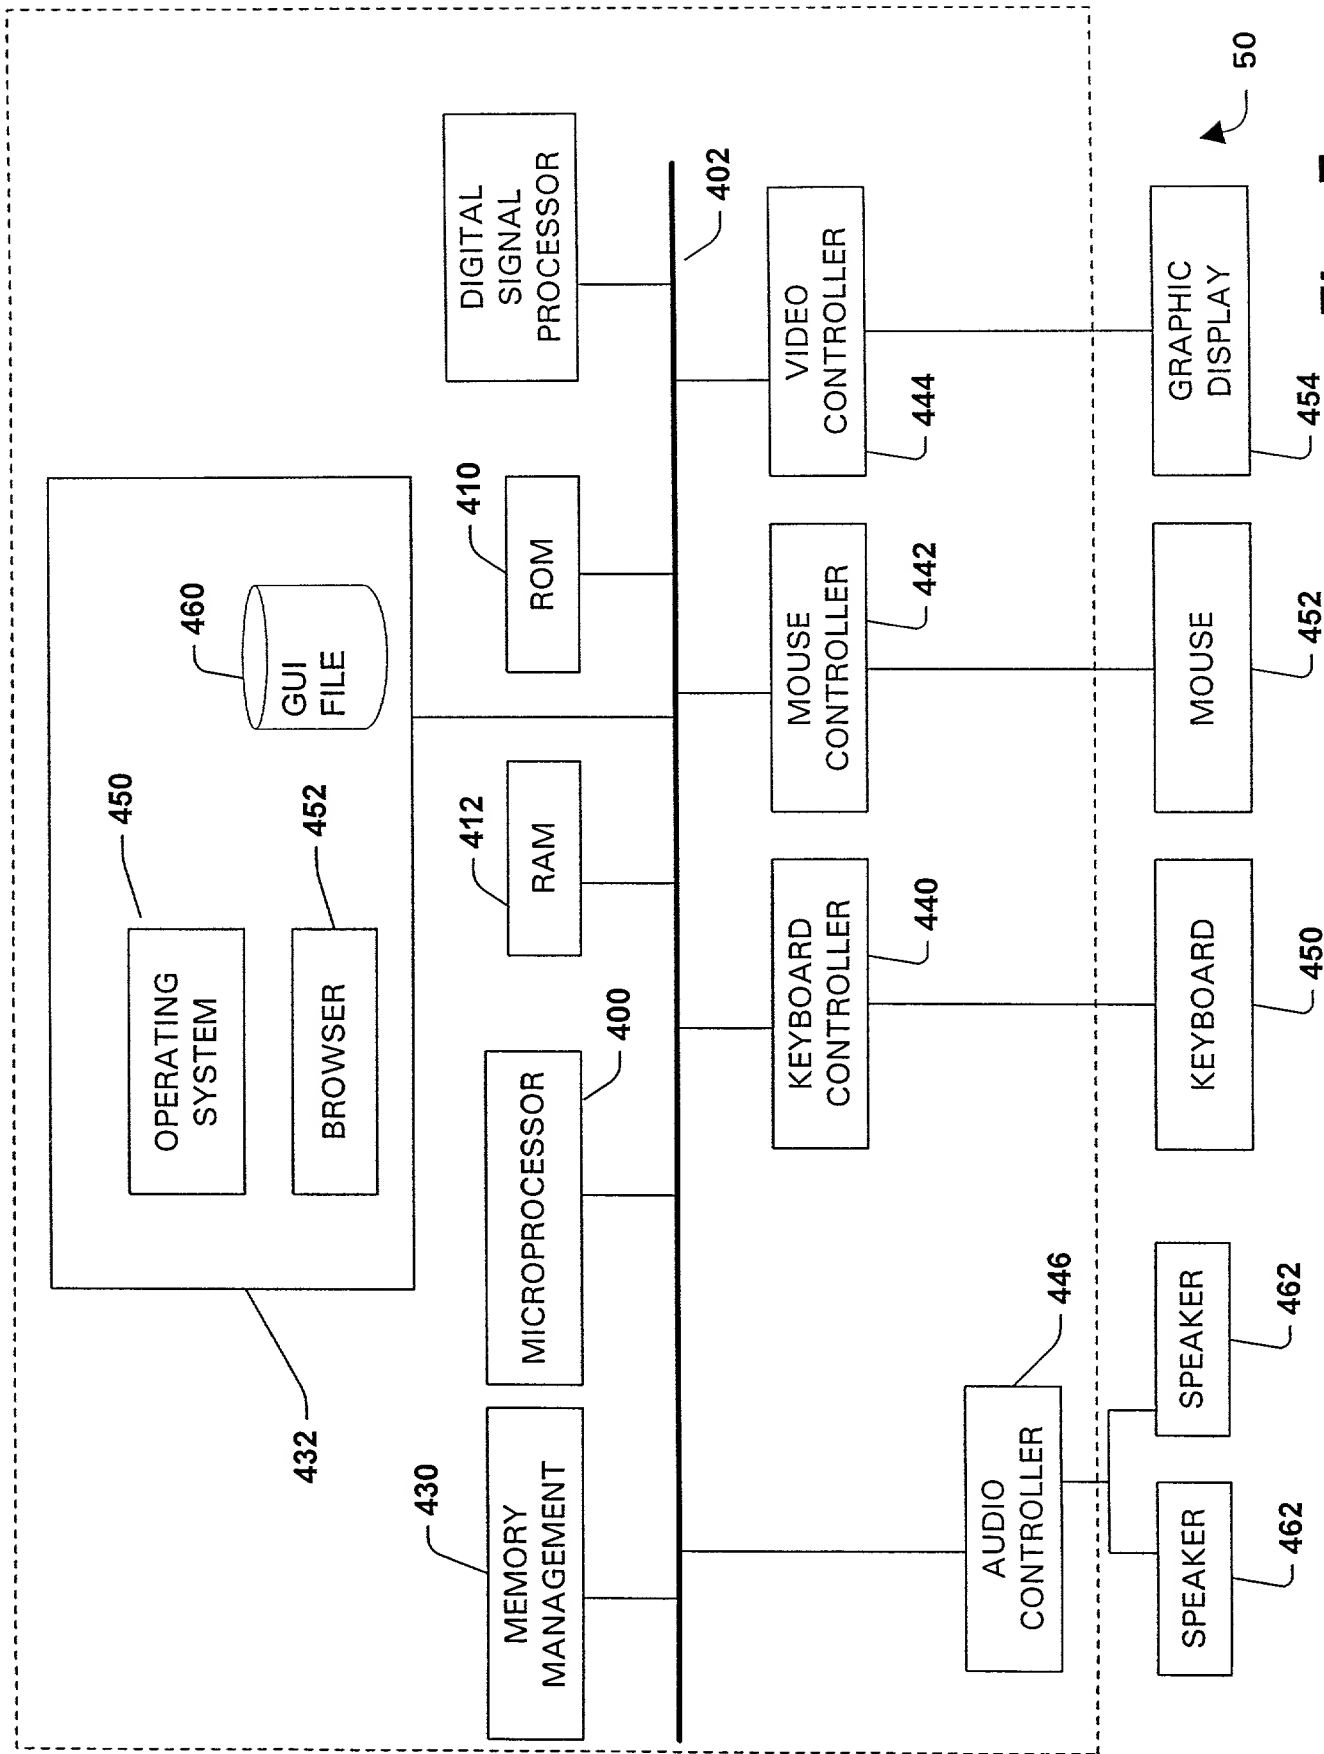 432
OPERATING
SYSTEM
450
BROWSER
452
GUI
FILE
460
430
MEMORY
MANAGEMENT
MICROPROCESSOR
400
412
RAM
410
ROM
DIGITAL
SIGNAL
PROCESSOR
402
AUDIO
CONTROLLER
446
KEYBOARD
CONTROLLER
440
MOUSE
CONTROLLER
442
VIDEO
CONTROLLER
444
SPEAKER
462
SPEAKER
462
KEYBOARD
450
MOUSE
452
GRAPHIC
DISPLAY
454
50